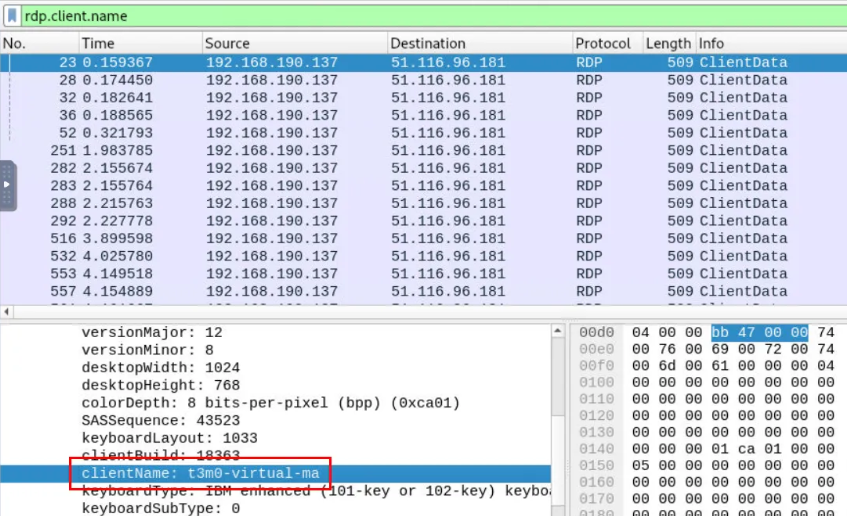 rdp.client.name
No. Time Source Destination Protocol Length Info
23 0.159367 192.168.190.137 51.116.96.181 RDP 509 ClientData
28 0.174450 192.168.190.137 51.116.96.181 RDP 509 ClientData
32 0.182641 192.168.190.137 51.116.96.181 RDP 509 ClientData
36 0.188565 192.168.190.137 51.116.96.181 RDP 509 ClientData
52 0.321793 192.168.190.137 51.116.96.181 RDP 509 ClientData
251 1.983785 192.168.190.137 51.116.96.181 RDP 509 ClientData
282 2.155674 192.168.190.137 51.116.96.181 RDP 509 ClientData
283 2.155764 192.168.190.137 51.116.96.181 RDP 509 ClientData
288 2.215763 192.168.190.137 51.116.96.181 RDP 509 ClientData
292 2.227778 192.168.190.137 51.116.96.181 RDP 509 ClientData
516 3.899598 192.168.190.137 51.116.96.181 RDP 509 ClientData
532 4.025780 192.168.190.137 51.116.96.181 RDP 509 ClientData
553 4.149518 192.168.190.137 51.116.96.181 RDP 509 ClientData
557 4.154889 192.168.190.137 51.116.96.181 RDP 509 ClientData
versionMajor: 12
versionMinor: 8
desktopWidth: 1024
desktopHeight: 768
colorDepth: 8 bits-per-pixel (bpp) (0xca01)
SASSequence: 43523
keyboardLayout: 1033
clientBuild: 18363
clientName: t3m0-virtual-ma
keyboardType: IBM enhanced (101-key or 102-key) keybo
keyboardSubType: 0
00d0 04 00 00 bb 47 00 00 74
00e0 00 76 00 69 00 72 00 74
00f0 00 6d 00 61 00 00 00 04
0100 00 00 00 00 00 00 00 00
0110 00 00 00 00 00 00 00 00
0120 00 00 00 00 00 00 00 00
0130 00 00 00 00 00 00 00 00
0140 00 00 00 01 ca 01 00 00
0150 05 00 00 00 00 00 00 00
0160 00 00 00 00 00 00 00 00
0170 00 00 00 00 00 00 00 00
0180 00 00 00 00 00 00 00 00